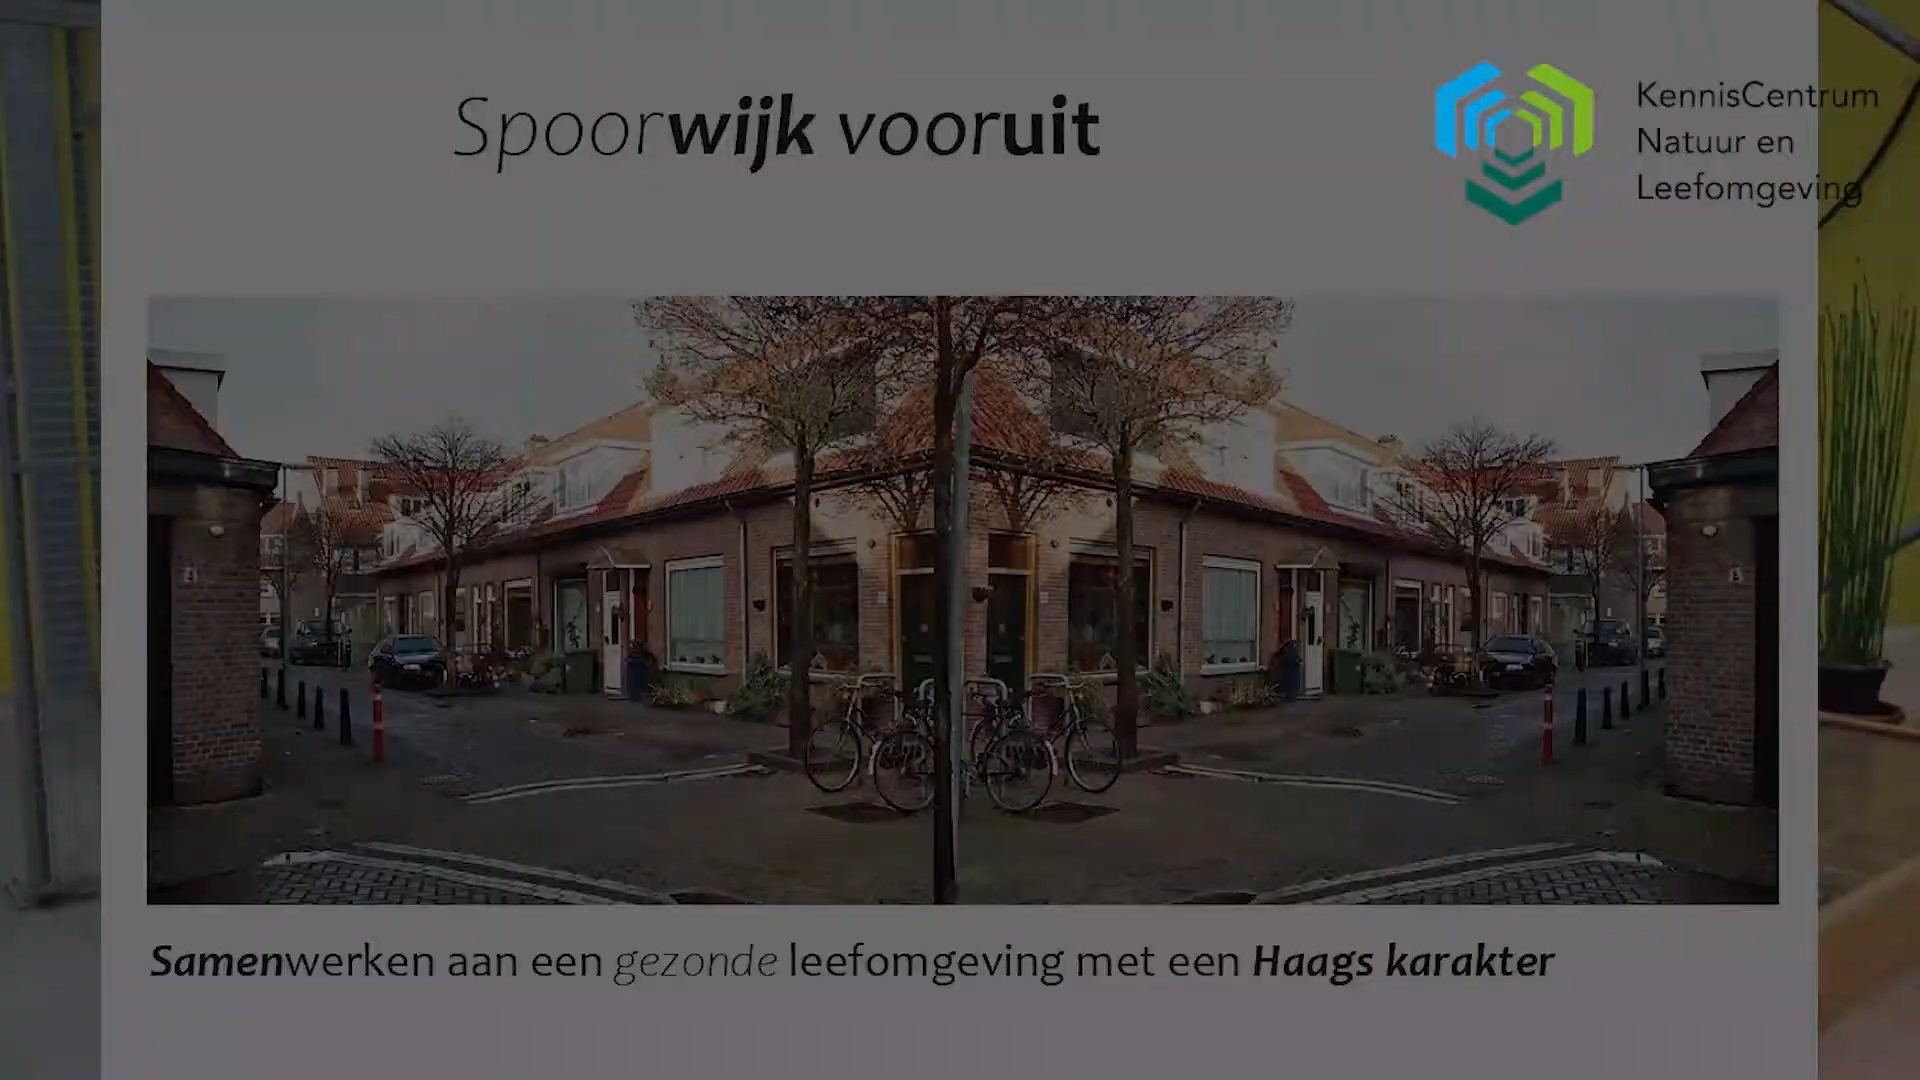 Spoorwijk vooruit
KennisCentrum
Natuur en
Leefomgeving
Samenwerken aan een gezonde leefomgeving met een Haags karakter